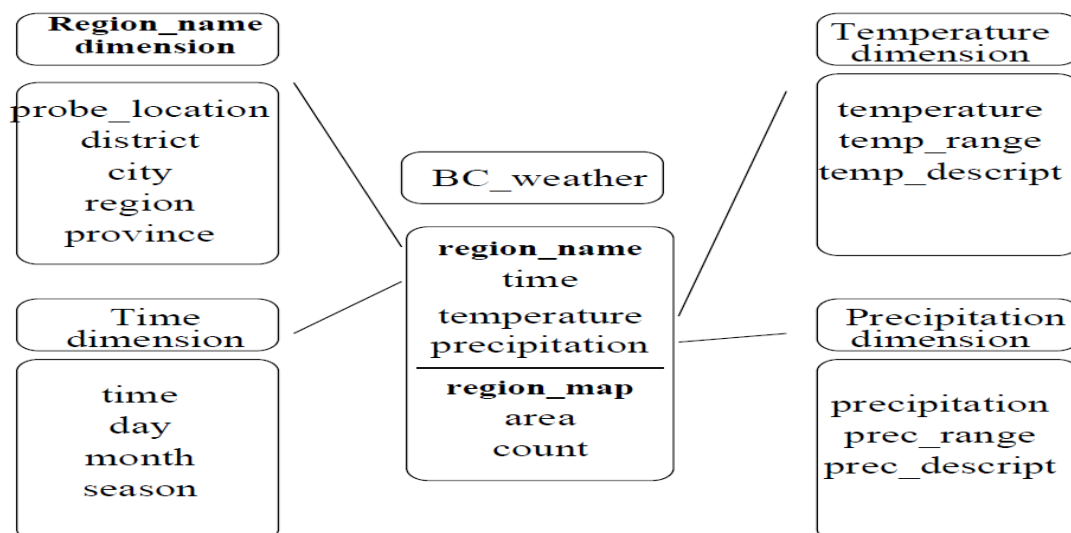 Region_name
dimension
probe_location
district
city
region
province
Time
dimension
time
day
month
season
BC_weather
region_name
time
temperature
precipitation
region_map
area
count
Temperature
dimension
temperature
temp_range
temp_descript
Precipitation
dimension
precipitation
prec_range
prec_descript